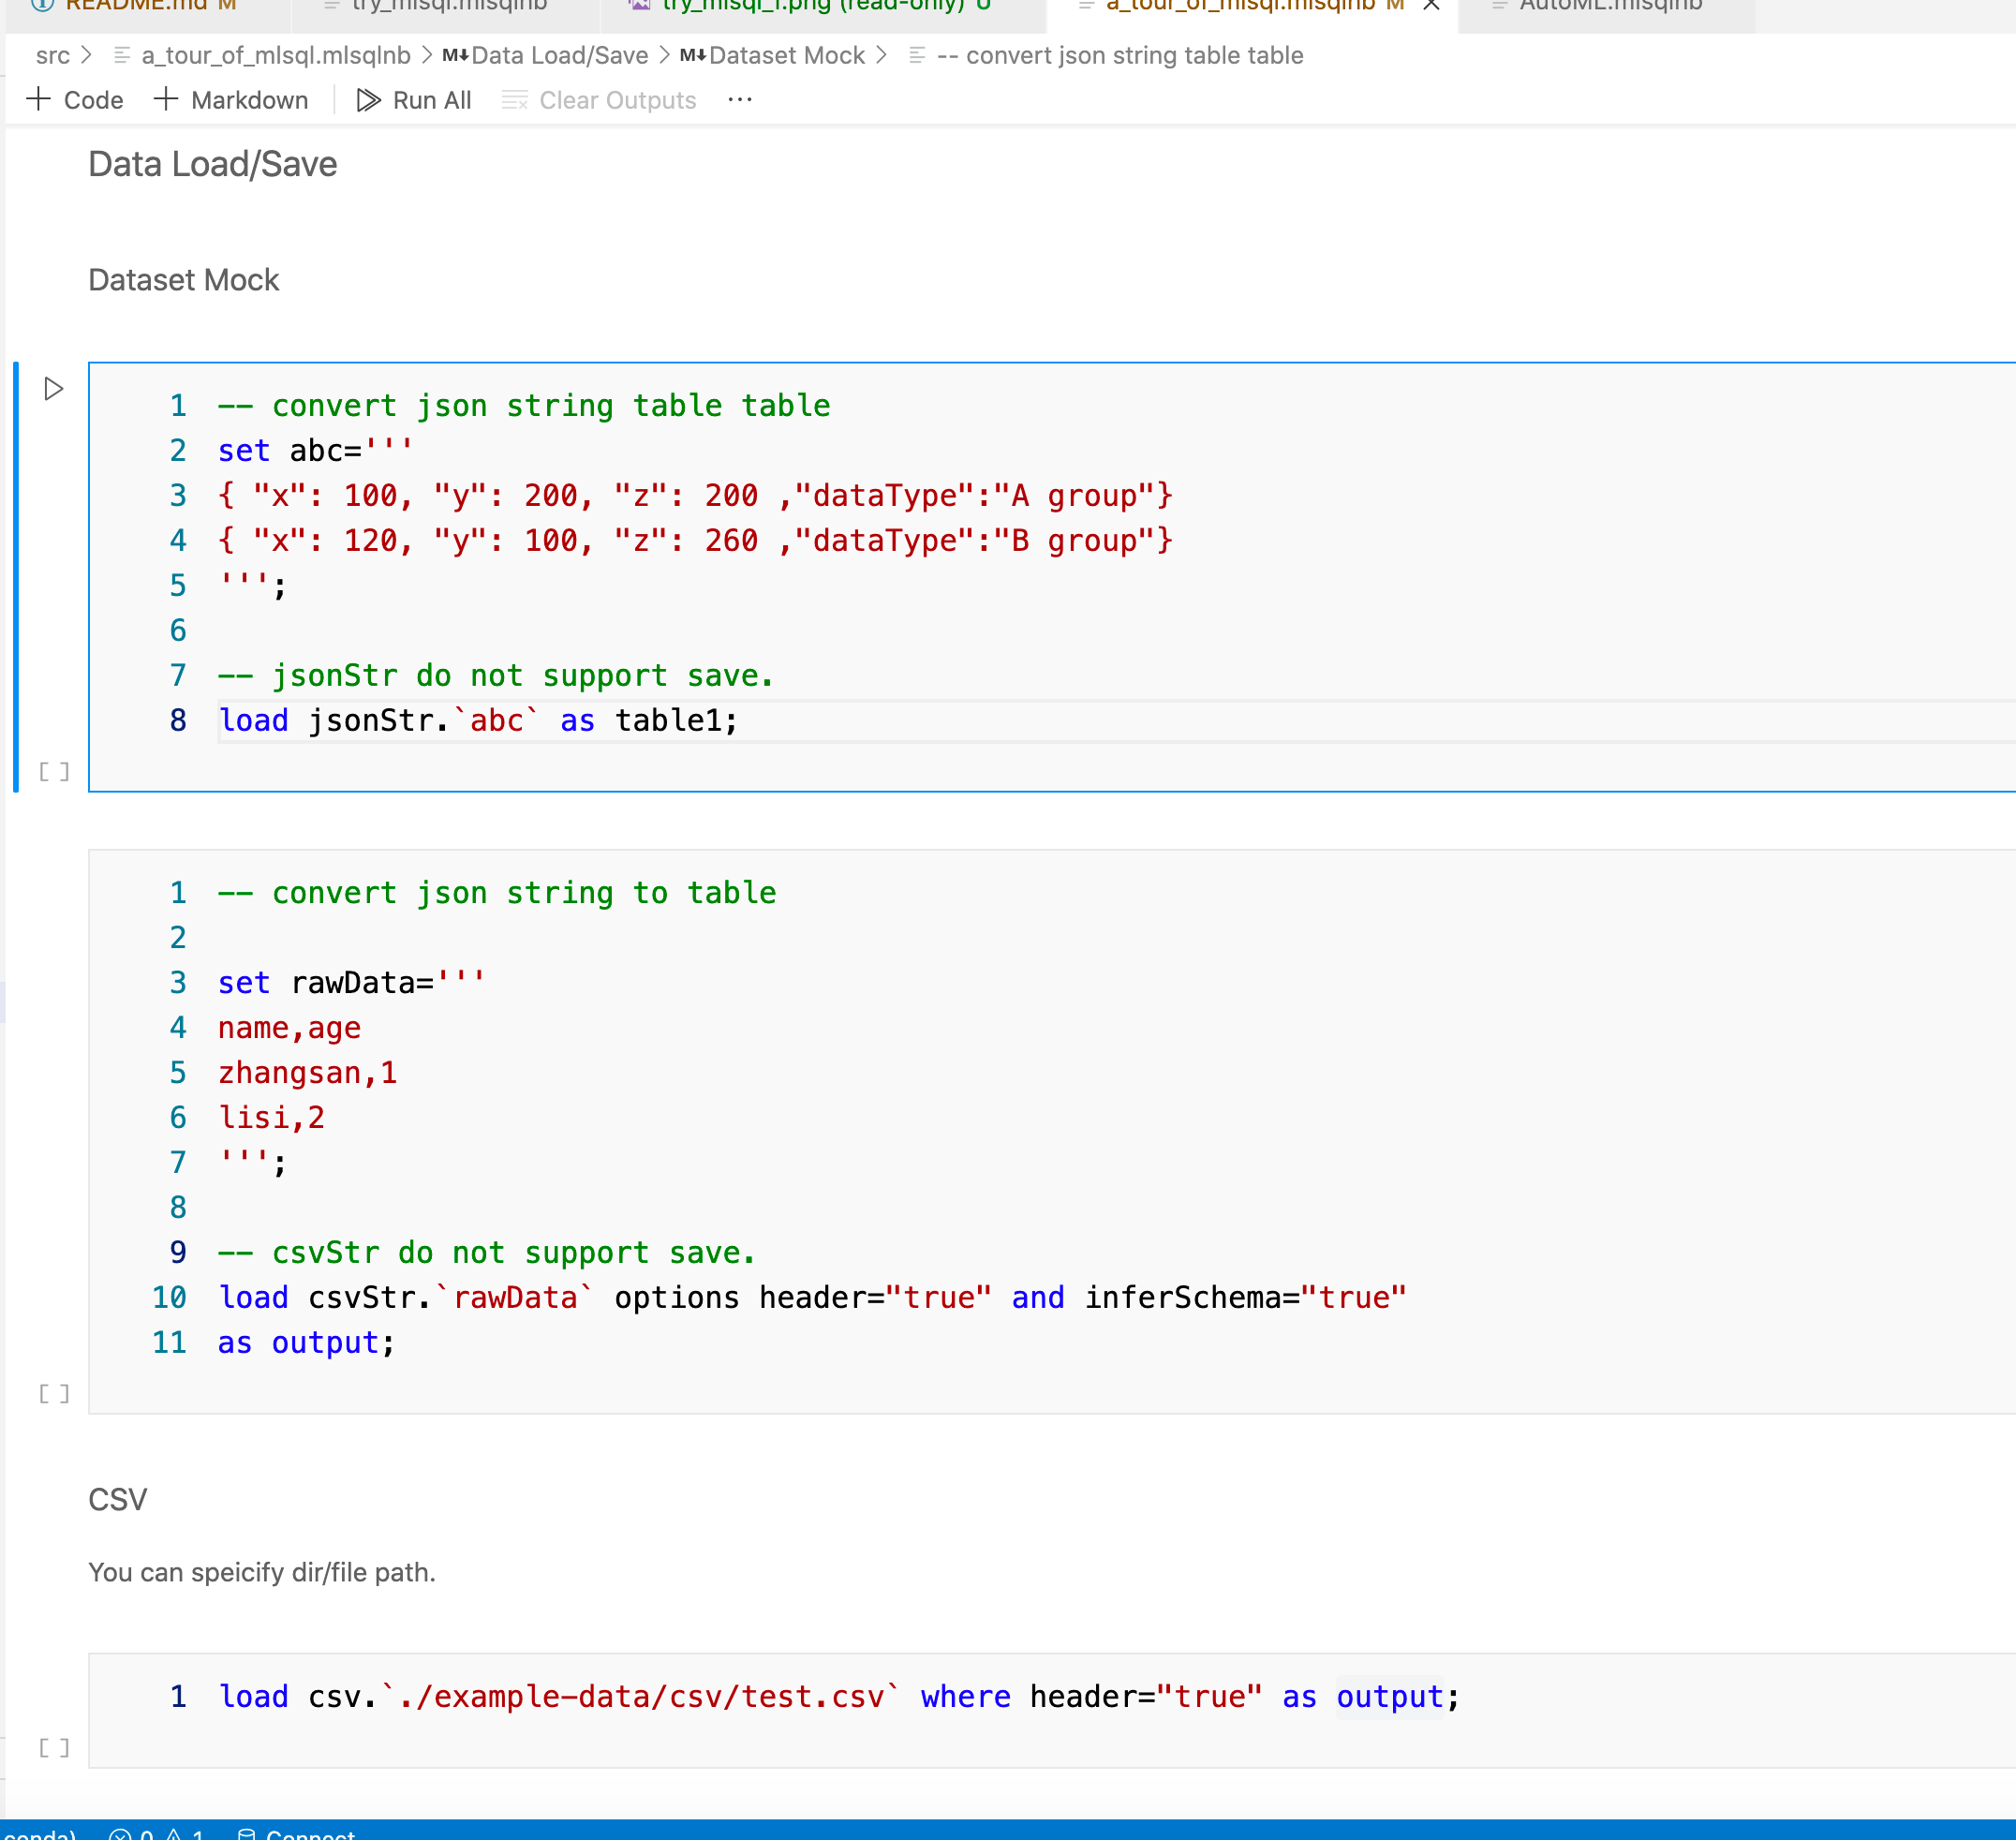 README.md M try_mlsql.mlsqlnb try_mlsql_1.png (read-only) U a_tour_of_mlsql.mlsqlnb M AutoML.mlsqlnb
src > a_tour_of_mlsql.mlsqlnb > M↓Data Load/Save > M↓Dataset Mock > -- convert json string table table
+ Code + Markdown Run All Clear Outputs ···
Data Load/Save
Dataset Mock
1 -- convert json string table table
2 set abc='''
3 { "x": 100, "y": 200, "z": 200 ,"dataType":"A group"}
4 { "x": 120, "y": 100, "z": 260 ,"dataType":"B group"}
5 ''';
6
7 -- jsonStr do not support save.
8 load jsonStr.`abc` as table1;
[ ]
1 -- convert json string to table
2
3 set rawData='''
4 name,age
5 zhangsan,1
6 lisi,2
7 ''';
8
9 -- csvStr do not support save.
10 load csvStr.`rawData` options header="true" and inferSchema="true"
11 as output;
[ ]
CSV
You can speicify dir/file path.
1 load csv.`./example-data/csv/test.csv` where header="true" as output;
[ ]
conda) 0 1 Connect